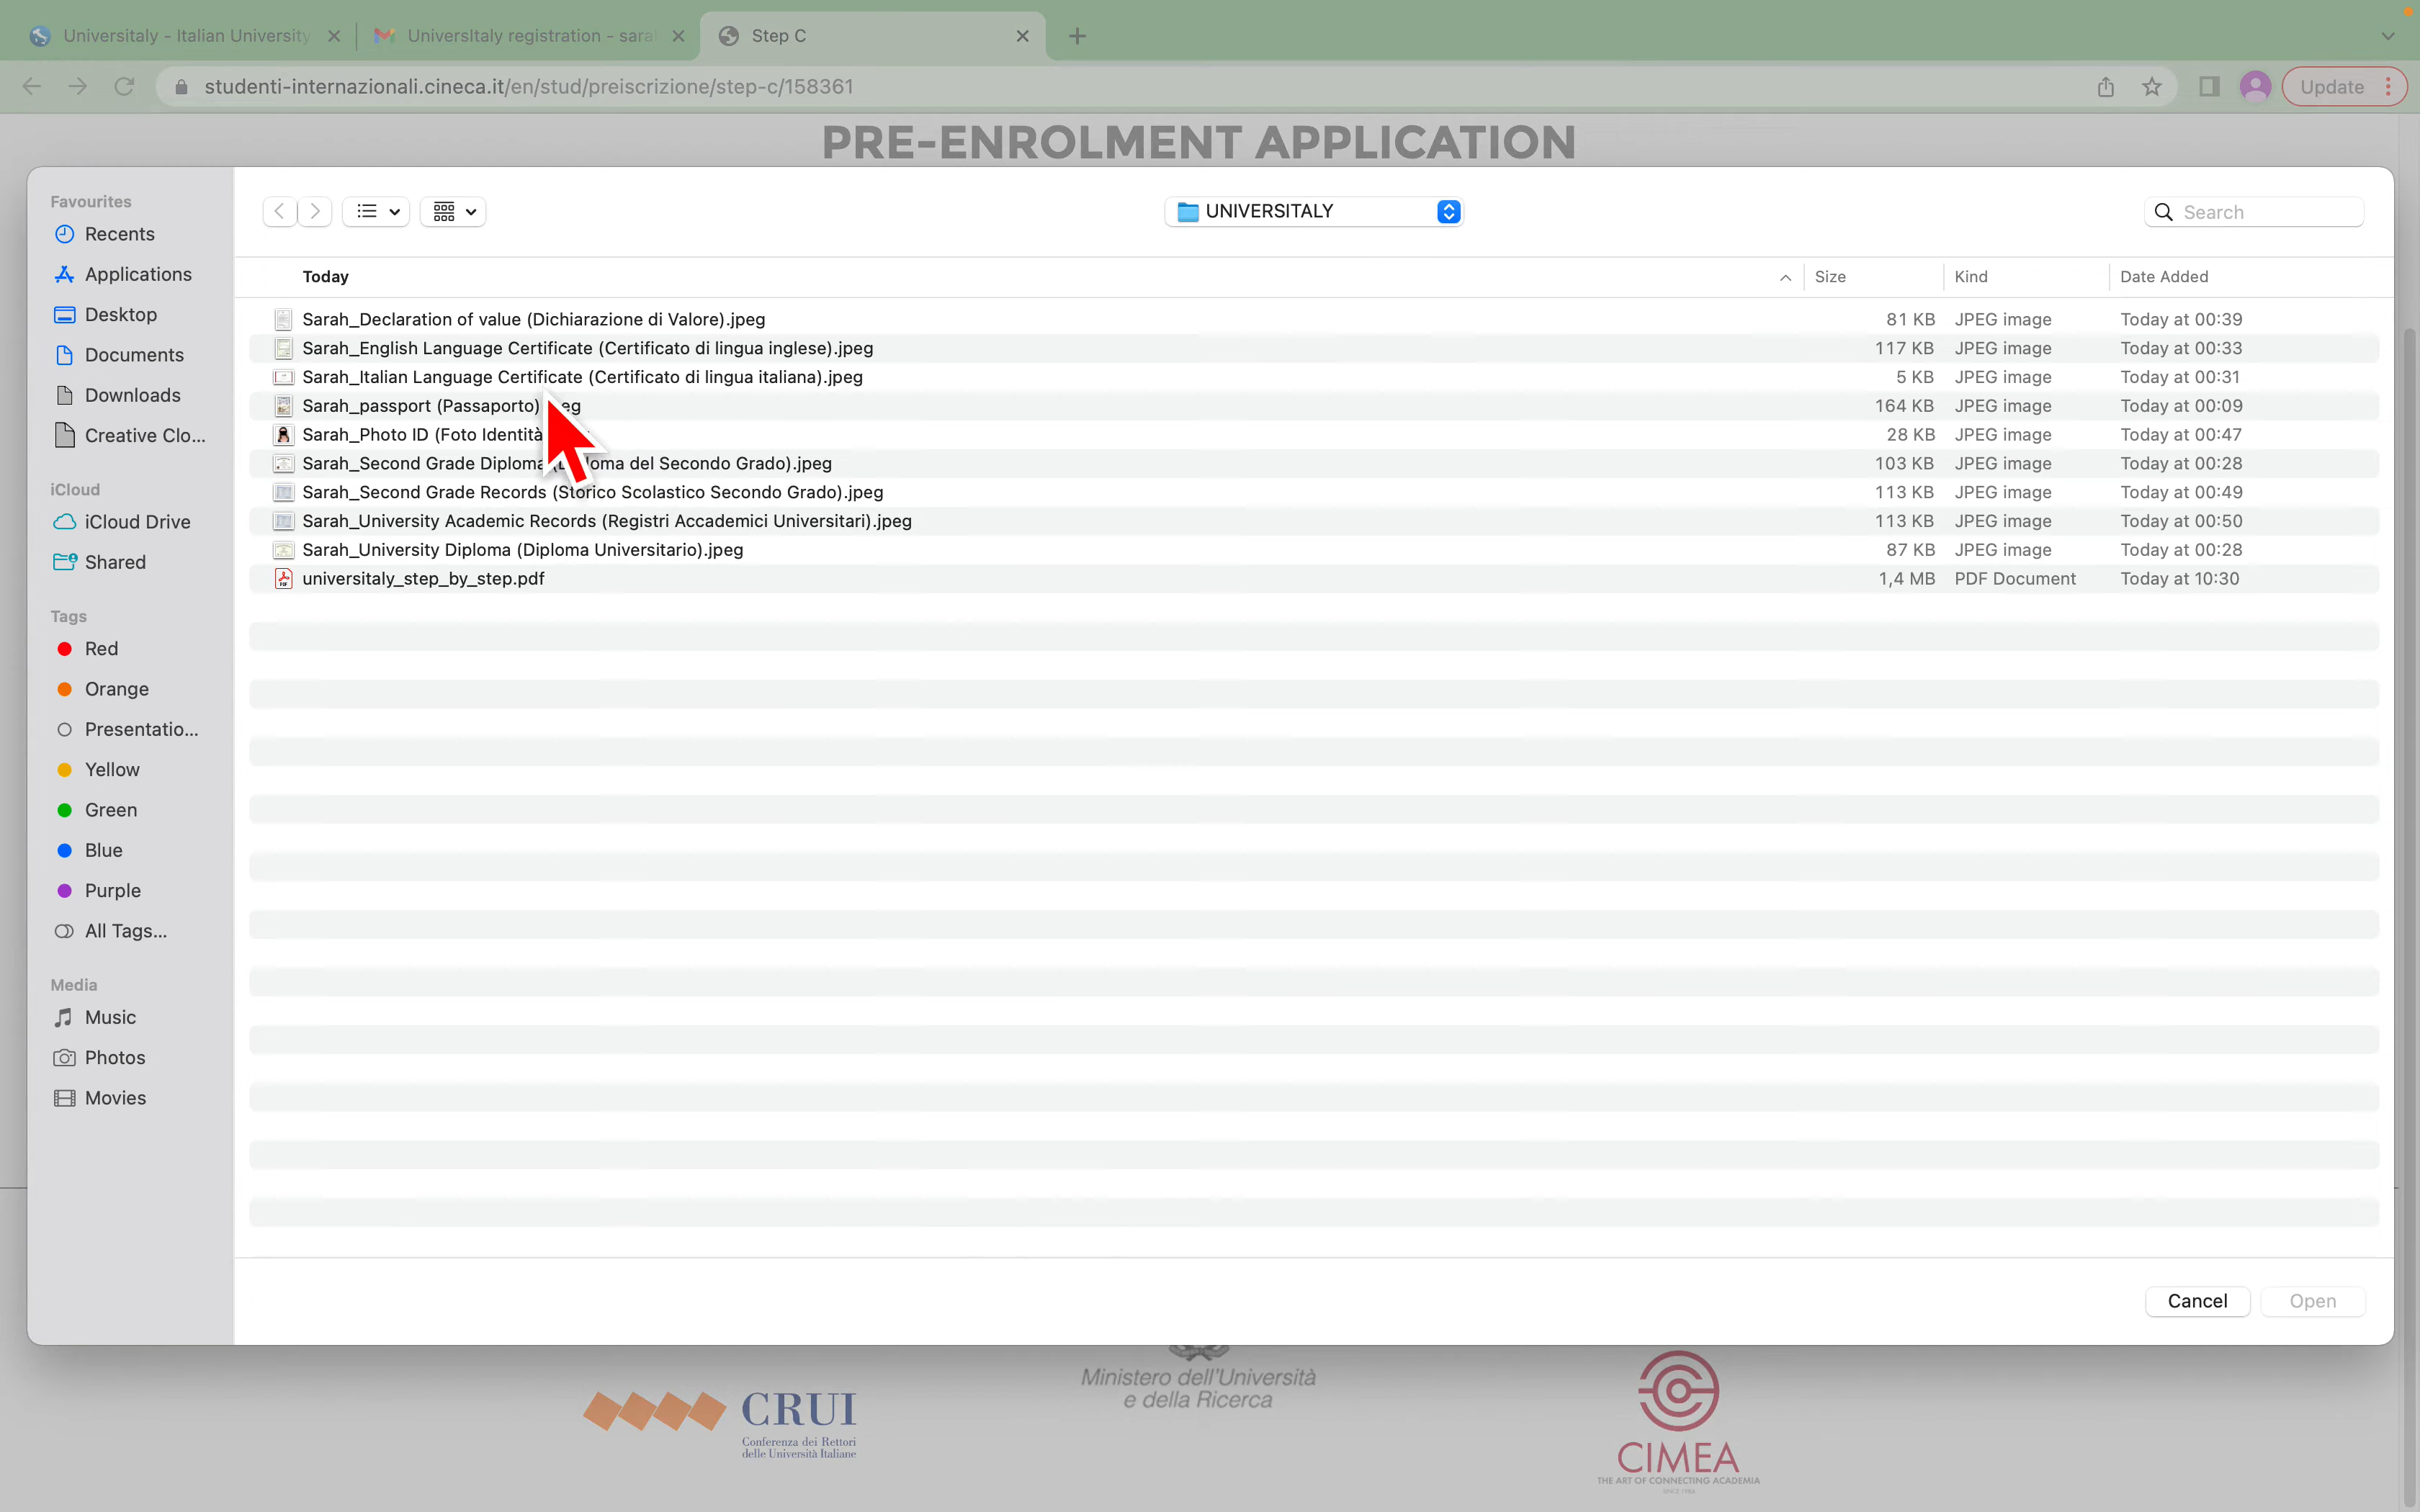 Universitaly - Italian University
UniversItaly registration - sara
Step C
studenti-internazionali.cineca.it/en/stud/preiscrizione/step-c/158361
Update
PRE-ENROLMENT APPLICATION
Favourites
Recents
Applications
Desktop
Documents
Downloads
Creative Clo...
iCloud
iCloud Drive
Shared
Tags
Red
Orange
Presentatio...
Yellow
Green
Blue
Purple
All Tags...
Media
Music
Photos
Movies
UNIVERSITALY
Search
Today Size Kind Date Added
Sarah_Declaration of value (Dichiarazione di Valore).jpeg 81 KB JPEG image Today at 00:39
Sarah_English Language Certificate (Certificato di lingua inglese).jpeg 117 KB JPEG image Today at 00:33
Sarah_Italian Language Certificate (Certificato di lingua italiana).jpeg 5 KB JPEG image Today at 00:31
Sarah_passport (Passaporto) 164 KB JPEG image Today at 00:09
Sarah_Photo ID (Foto Identità 28 KB JPEG image Today at 00:47
Sarah_Second Grade Diploma del Secondo Grado).jpeg 103 KB JPEG image Today at 00:28
Sarah_Second Grade Records (Storico Scolastico Secondo Grado).jpeg 113 KB JPEG image Today at 00:49
Sarah_University Academic Records (Registri Accademici Universitari).jpeg 113 KB JPEG image Today at 00:50
Sarah_University Diploma (Diploma Universitario).jpeg 87 KB JPEG image Today at 00:28
universitaly_step_by_step.pdf 1,4 MB PDF Document Today at 10:30
Cancel Open
Ministero dell'Università
e della Ricerca
CRUI
Conferenza dei Rettori
delle Università Italiane
CIMEA
THE ART OF CONNECTING ACADEMIA
SINCE 1984